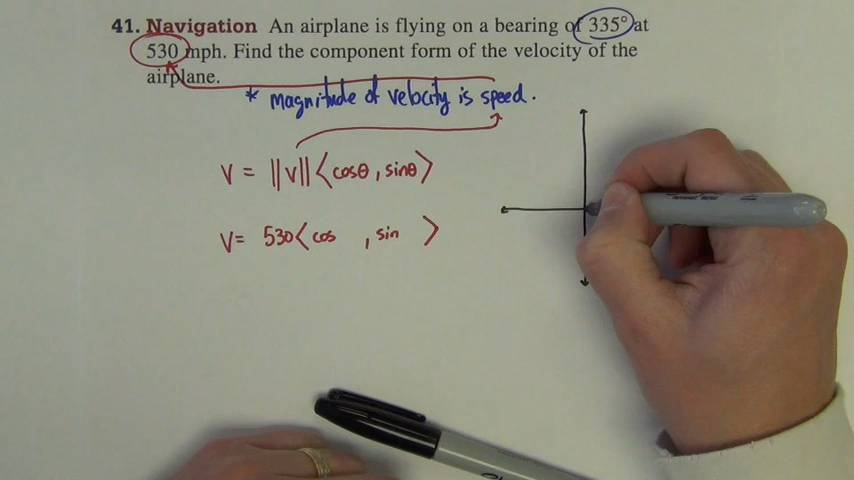 41. Navigation An airplane is flying on a bearing of 335° at
530 mph. Find the component form of the velocity of the
airplane.
* magnitude of velocity is speed.
v = ||v||⟨cosθ, sinθ⟩
v = 530⟨cos , sin ⟩